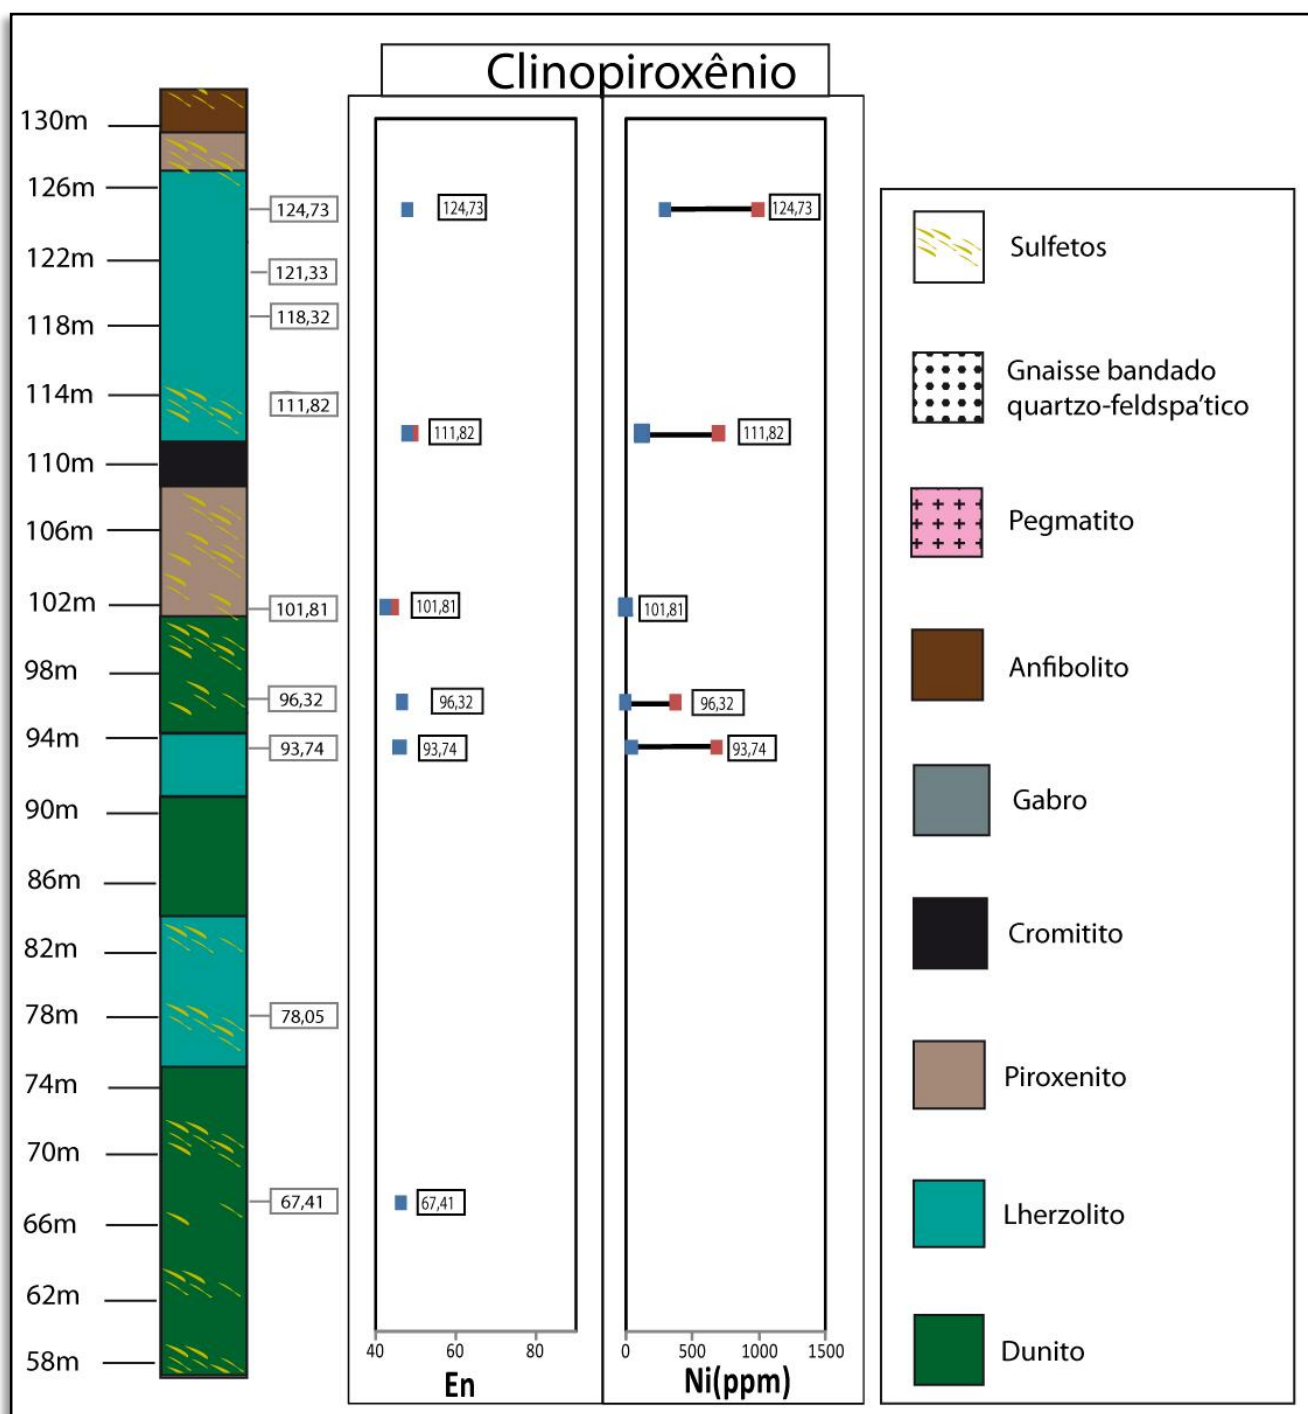 Clinopiroxênio
130m
126m
122m
118m
114m
110m
106m
102m
98m
94m
90m
86m
82m
78m
74m
70m
66m
62m
58m
124,73
121,33
118,32
111,82
101,81
96,32
93,74
78,05
67,41
124,73
111,82
101,81
96,32
93,74
67,41
40 60 80
En
124,73
111,82
101,81
96,32
93,74
0 500 1000 1500
Ni(ppm)
Sulfetos
Gnaisse bandado
quartzo-feldspa'tico
Pegmatito
Anfibolito
Gabro
Cromitito
Piroxenito
Lherzolito
Dunito